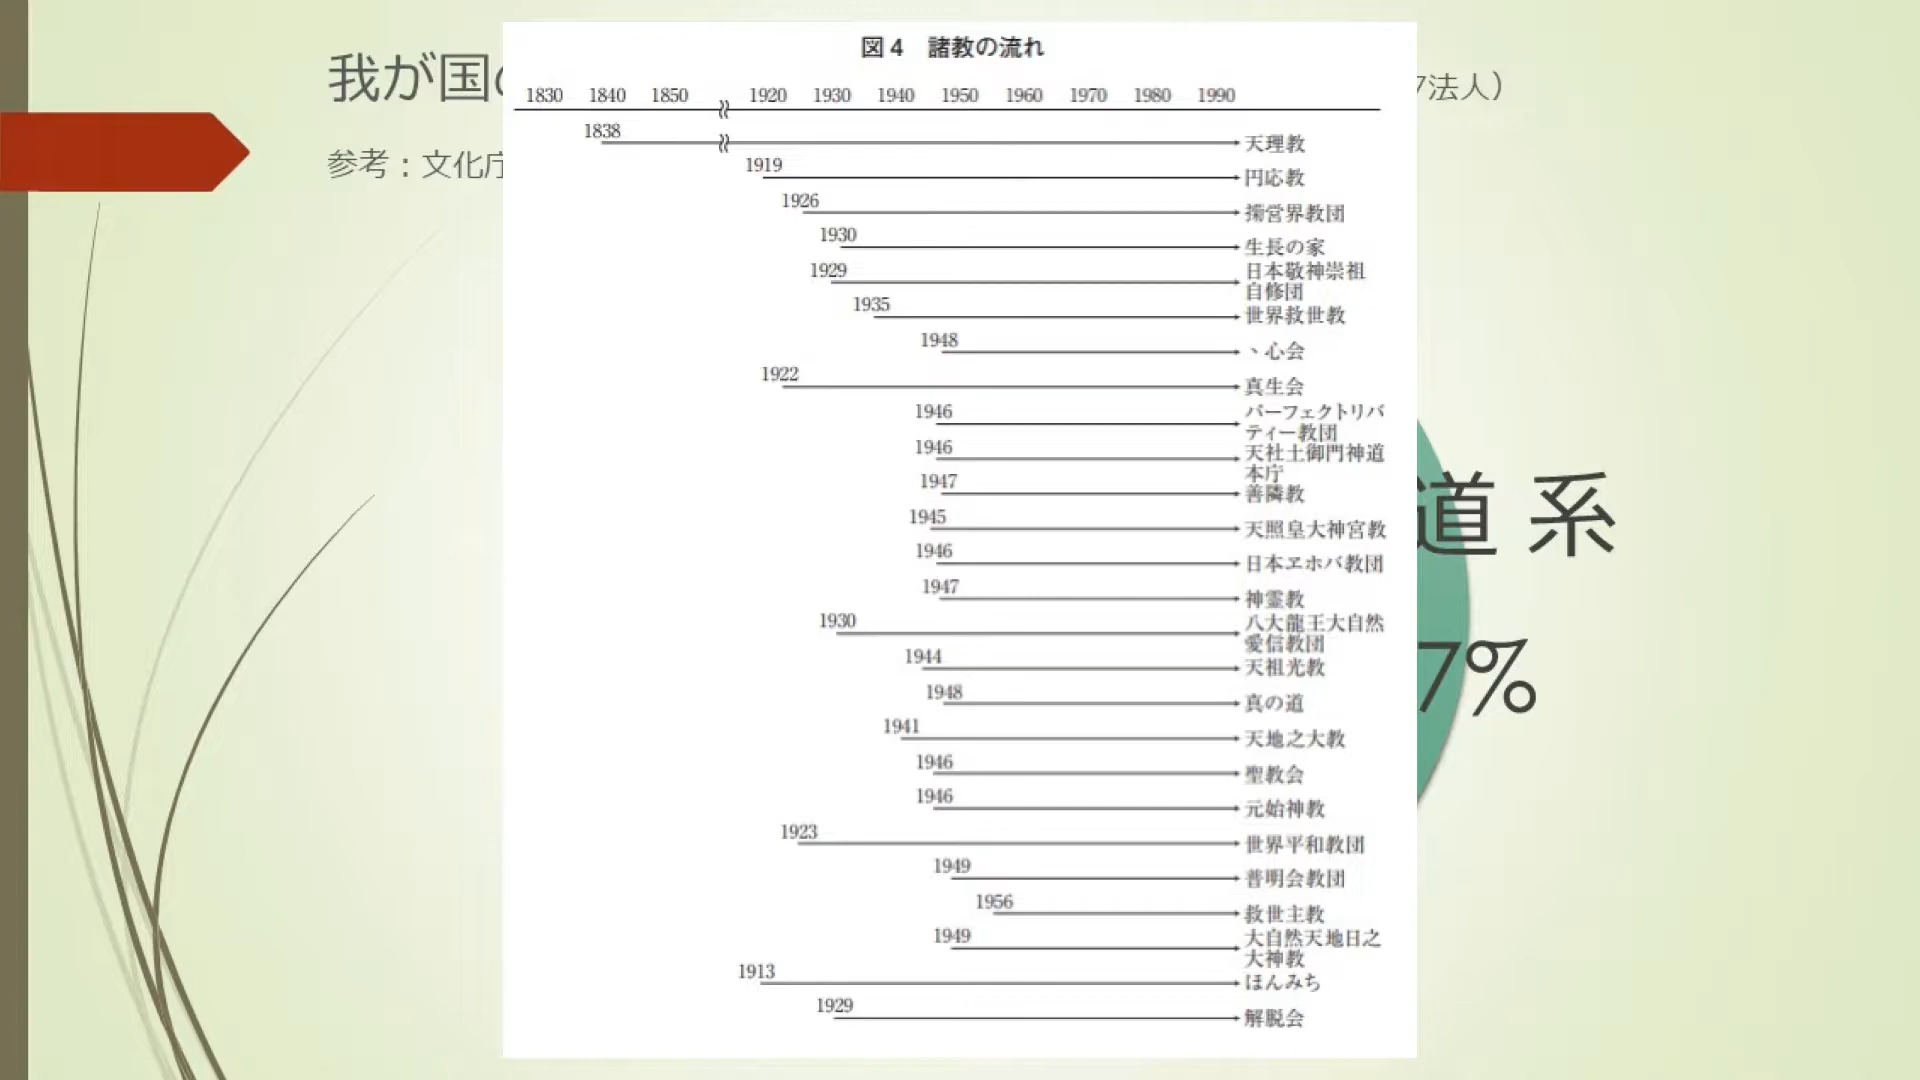 我が国
7法人）
参考：文化庁
図4 諸教の流れ
1830 1840 1850 1920 1930 1940 1950 1960 1970 1980 1990
1838 天理教
1919 円応教
1926 営界教団
1930 生長の家
1929 日本敬神崇祖
自修団
1935 世界救世教
1948 、心会
1922 真生会
1946 パーフェクトリバ
ティー教団
1946 天社土御門神道
本庁
1947 善隣教
1945 天照皇大神宮教
1946 日本ヱホバ教団
1947 神霊教
1930 八大龍王大自然
愛信教団
1944 天祖光教
1948 真の道
1941 天地之大教
1946 聖教会
1946 元始神教
1923 世界平和教団
1949 普明会教団
1956 救世主教
1949 大自然天地日之
大神教
1913 ほんみち
1929 解脱会
道系
7%